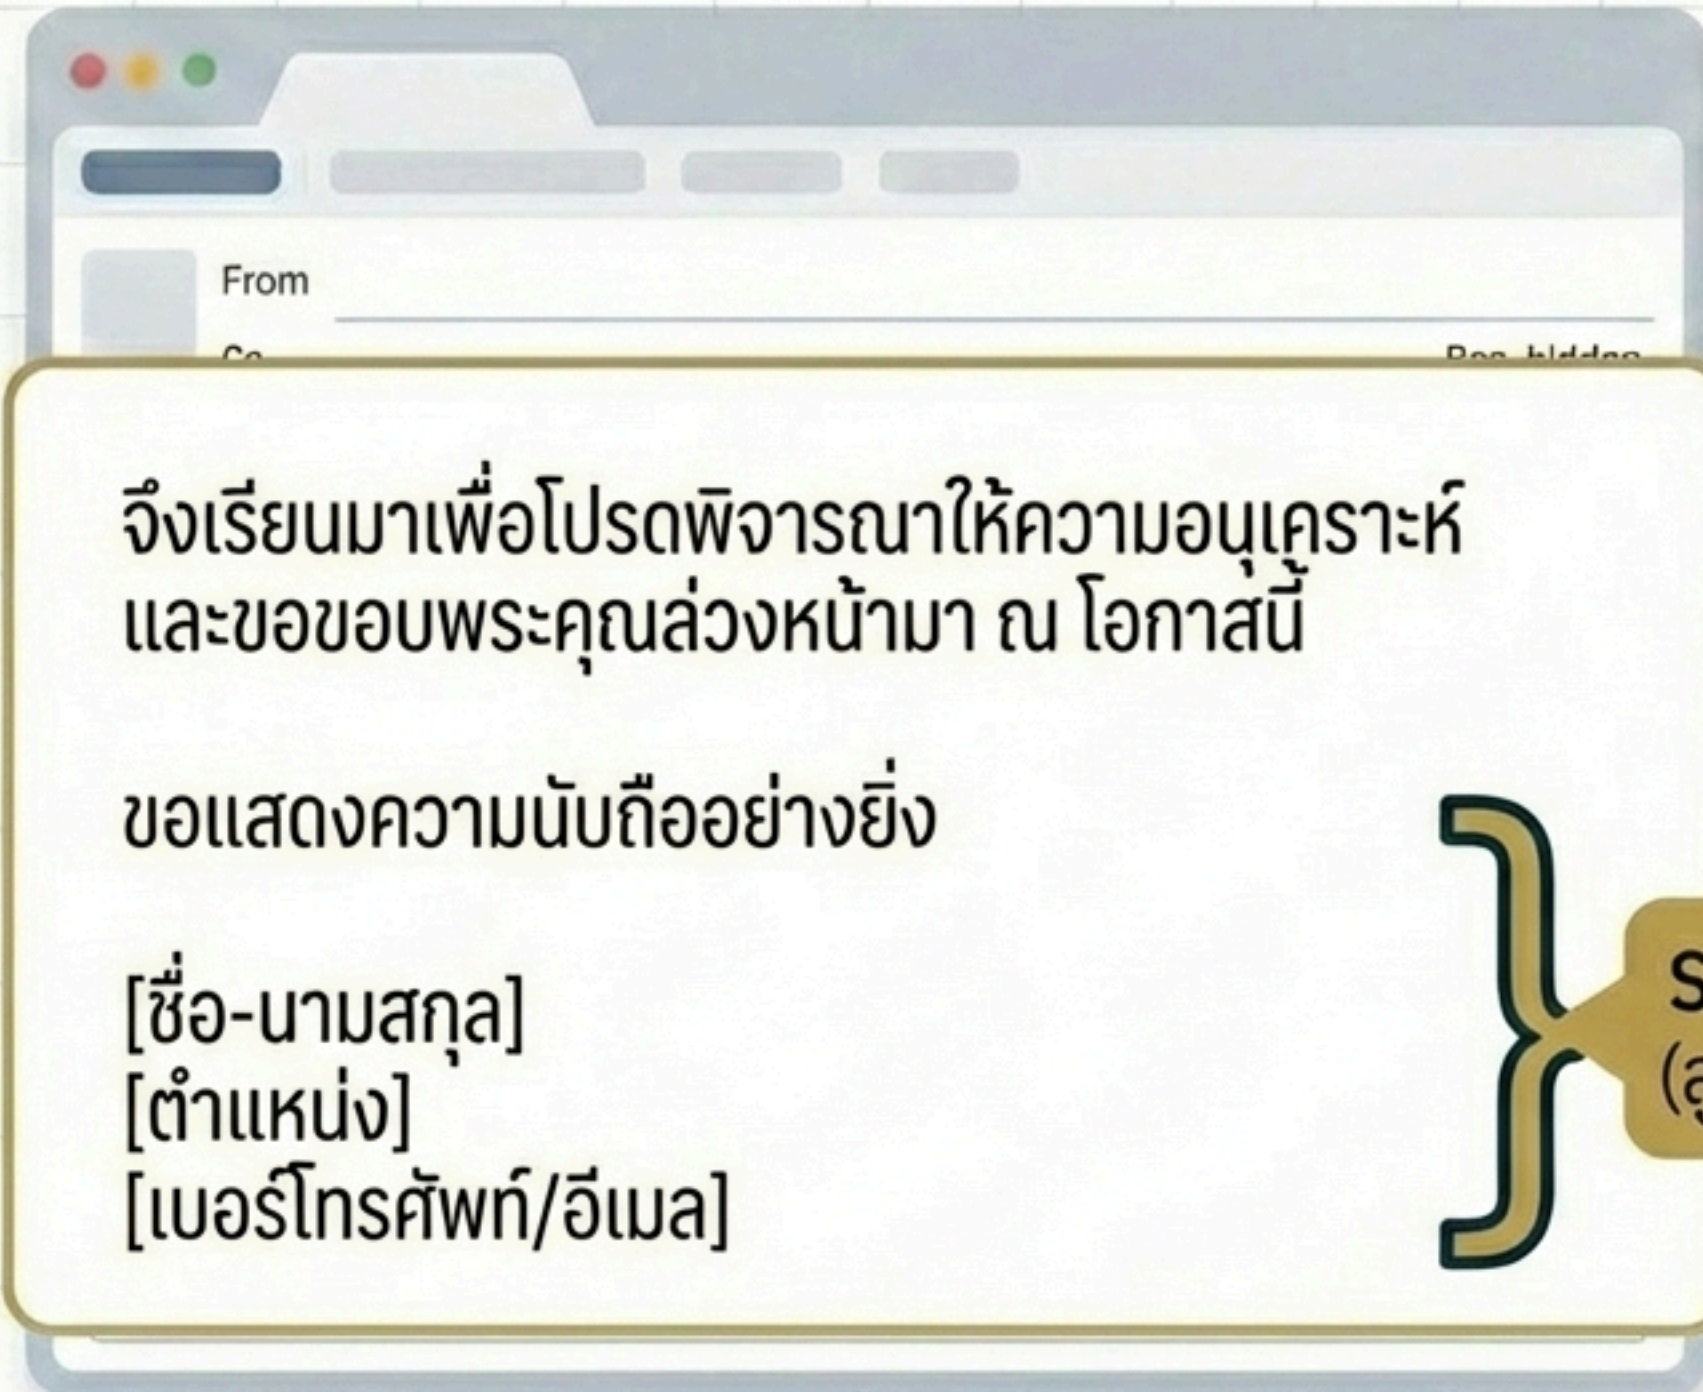 From
จึงเรียนมาเพื่อโปรดพิจารณาให้ความอนุเคราะห์
และขอขอบพระคุณล่วงหน้ามา ณ โอกาสนี้
ขอแสดงความนับถืออย่างยิ่ง
[ชื่อ-นามสกุล]
[ตำแหน่ง]
[เบอร์โทรศัพท์/อีเมล]